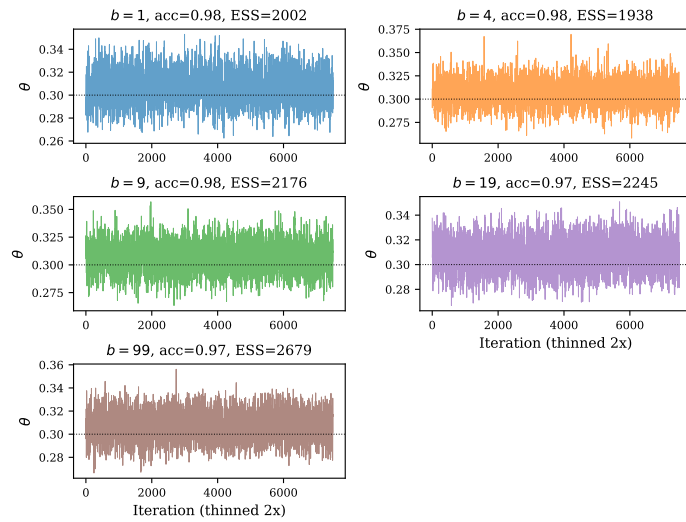 b = 1, acc=0.98, ESS=2002
θ
0.34
0.32
0.30
0.28
0.26
0 2000 4000 6000
b = 4, acc=0.98, ESS=1938
θ
0.375
0.350
0.325
0.300
0.275
0 2000 4000 6000
b = 9, acc=0.98, ESS=2176
θ
0.350
0.325
0.300
0.275
0 2000 4000 6000
b = 19, acc=0.97, ESS=2245
θ
0.34
0.32
0.30
0.28
0 2000 4000 6000
Iteration (thinned 2x)
b = 99, acc=0.97, ESS=2679
θ
0.36
0.34
0.32
0.30
0.28
0 2000 4000 6000
Iteration (thinned 2x)